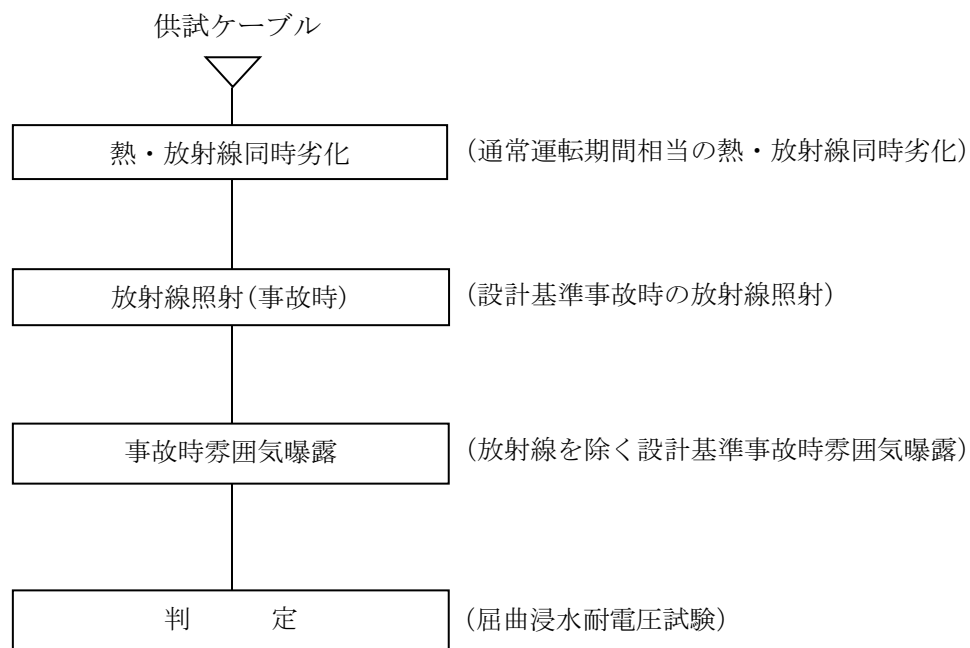 供試ケーブル
熱・放射線同時劣化
(通常運転期間相当の熱・放射線同時劣化)
放射線照射(事故時)
(設計基準事故時の放射線照射)
事故時雰囲気曝露
(放射線を除く設計基準事故時雰囲気曝露)
判 定
(屈曲浸水耐電圧試験)